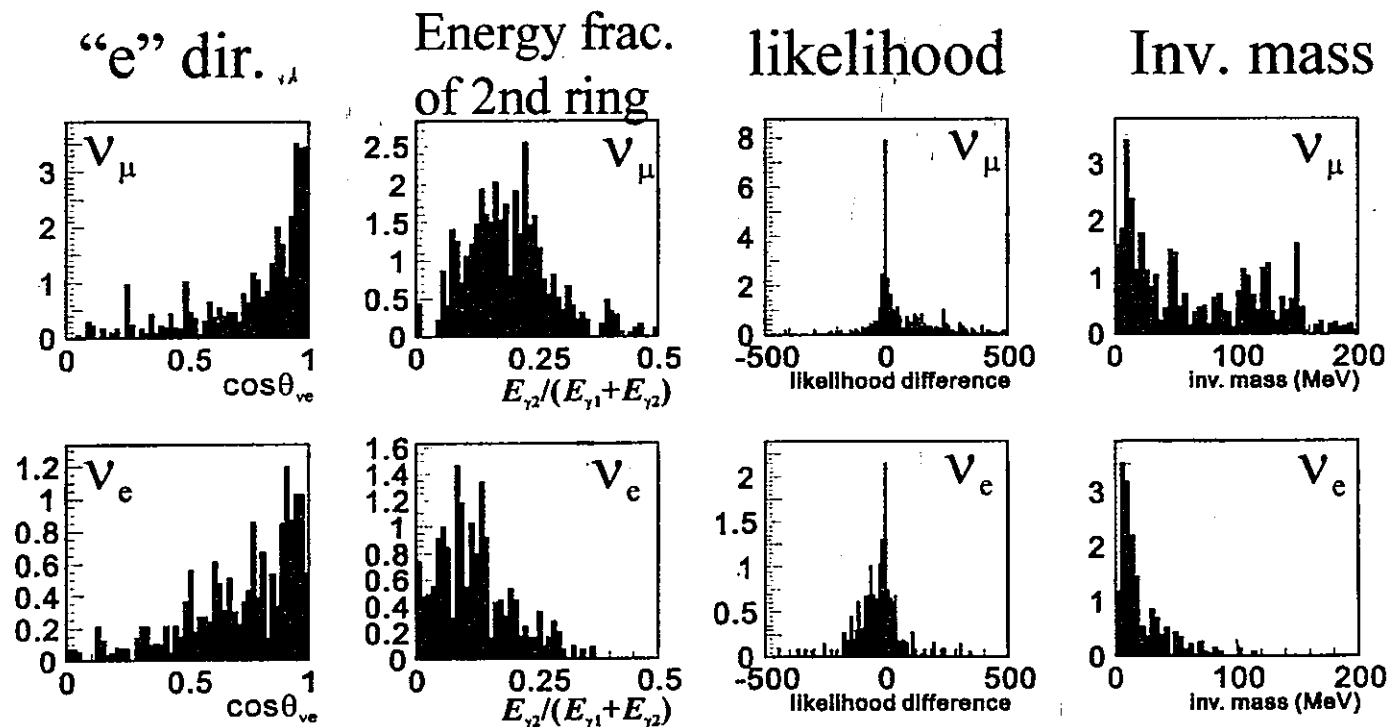 “e” dir.
Energy frac.
of 2nd ring
likelihood
Inv. mass
ν_μ
3
2
1
0
0 0.5 1
cosθ_νe
ν_μ
2.5
2
1.5
1
0.5
0
0 0.25 0.5
E_γ2/(E_γ1+E_γ2)
ν_μ
8
6
4
2
0
-500 0 500
likelihood difference
ν_μ
3
2
1
0
0 100 200
inv. mass (MeV)
ν_e
1.2
1
0.8
0.6
0.4
0.2
0
0 0.5 1
cosθ_νe
ν_e
1.6
1.4
1.2
1
0.8
0.6
0.4
0.2
0
0 0.25 0.5
E_γ2/(E_γ1+E_γ2)
ν_e
2
1.5
1
0.5
0
-500 0 500
likelihood difference
ν_e
3
2
1
0
0 100 200
inv. mass (MeV)